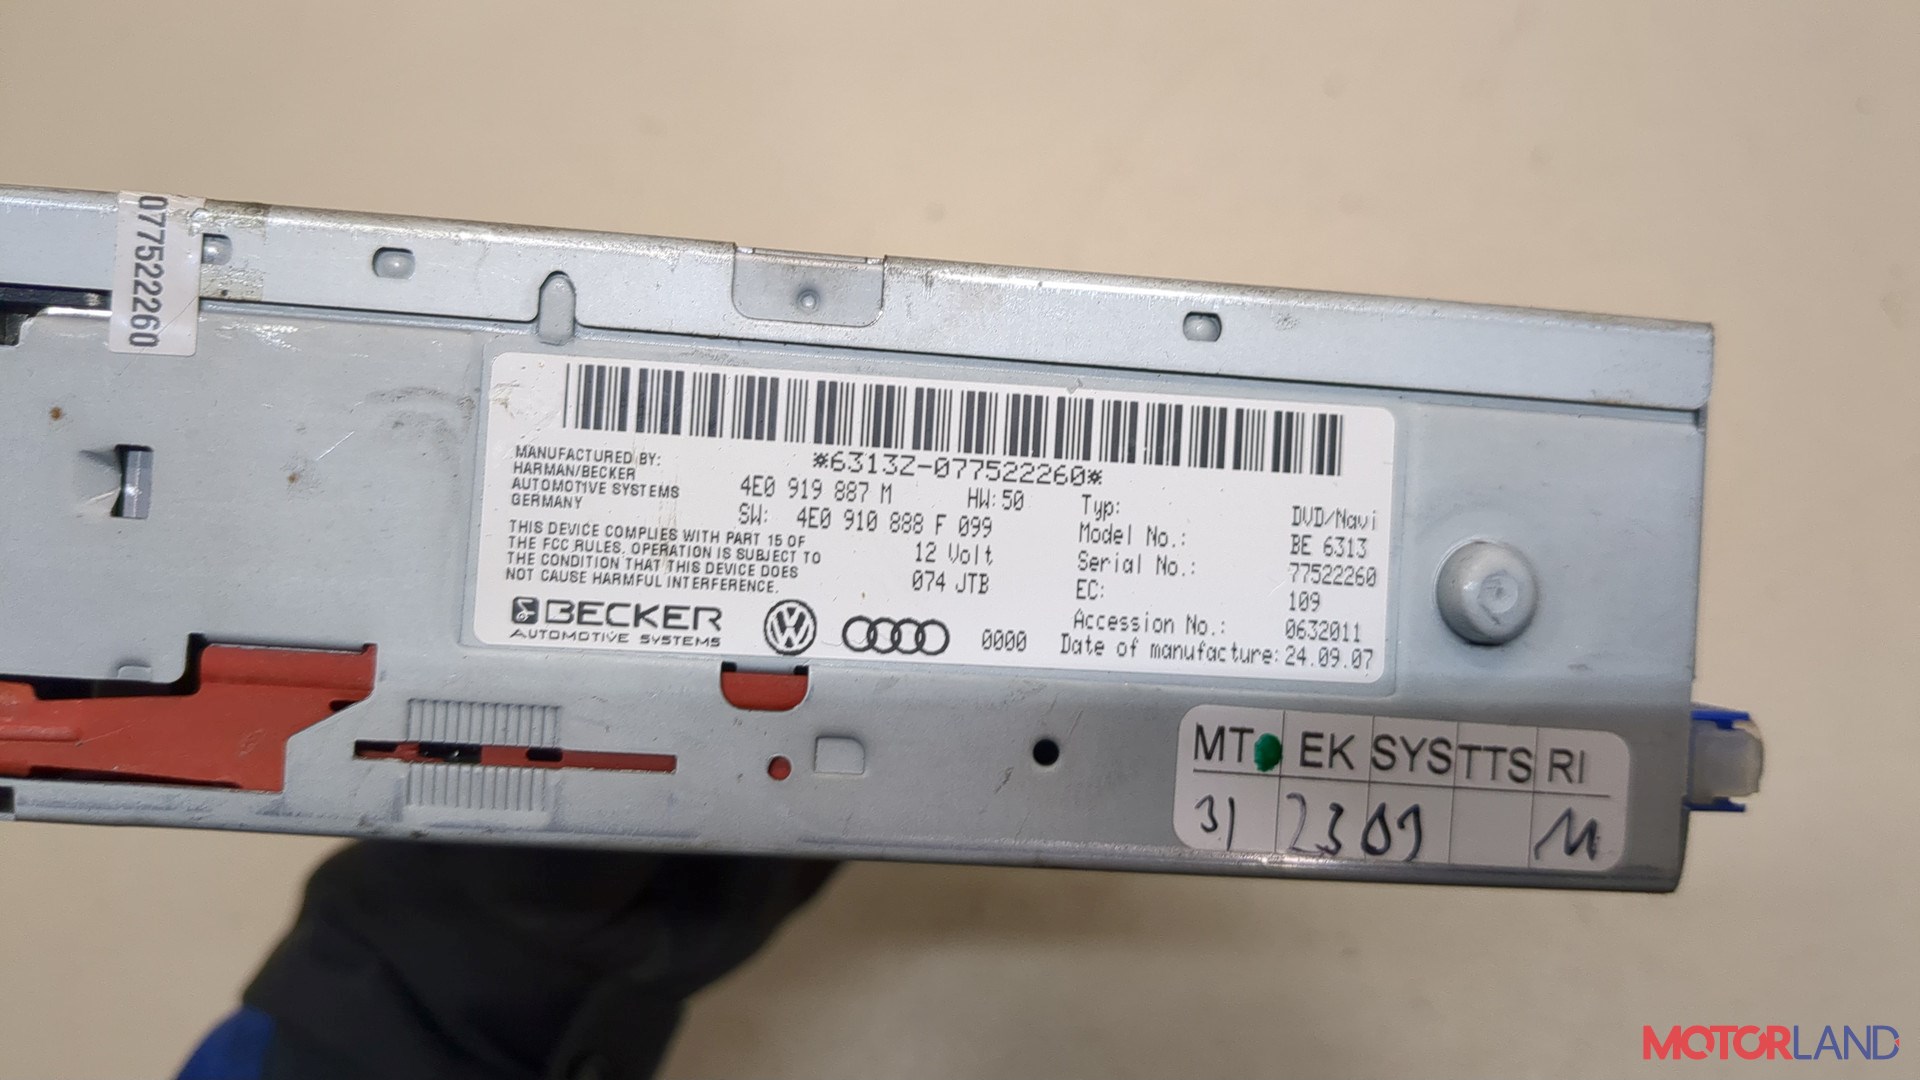 077522260
*6313Z-077522260*
MANUFACTURED BY:
HARMAN/BECKER
AUTOMOTIVE SYSTEMS
GERMANY
4E0 919 887 M HW:50
SW: 4E0 910 888 F 099
12 Volt
074 JTB
THIS DEVICE COMPLIES WITH PART 15 OF
THE FCC RULES. OPERATION IS SUBJECT TO
THE CONDITION THAT THIS DEVICE DOES
NOT CAUSE HARMFUL INTERFERENCE.
BECKER
AUTOMOTIVE SYSTEMS
0000
Typ: DVD/Navi
Model No.: BE 6313
Serial No.: 77522260
EC: 109
Accession No.: 0632011
Date of manufacture: 24.09.07
MT EK SYS TTS RI
31 23 09 11
MOTORLAND